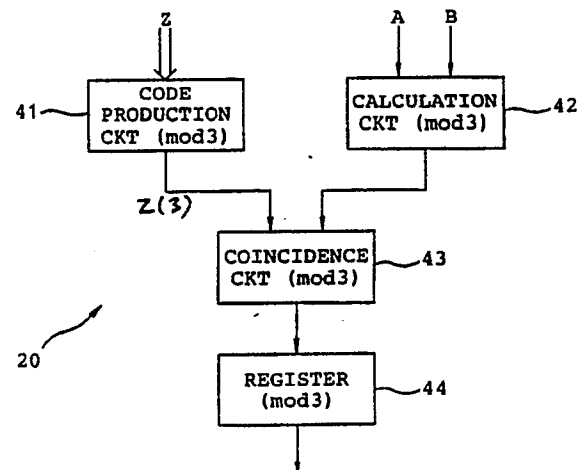 Z
A B
41
CODE
PRODUCTION
CKT (mod3)
CALCULATION
CKT (mod3)
42
Z(3)
COINCIDENCE
CKT (mod3)
43
20
REGISTER
(mod3)
44